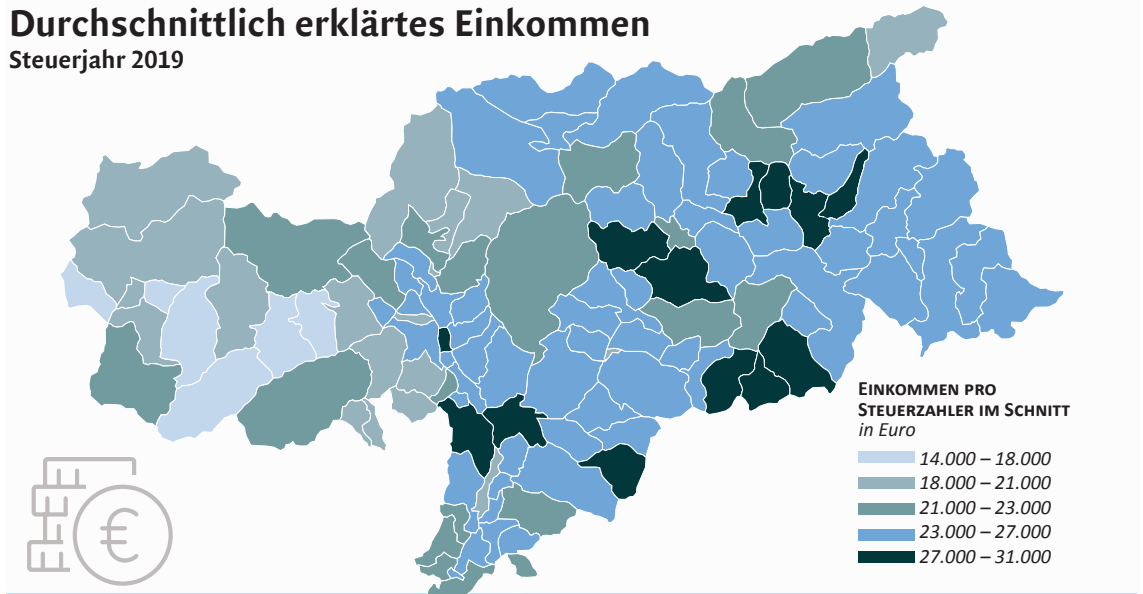 Durchschnittlich erklärtes Einkommen
Steuerjahr 2019
Einkommen pro
Steuerzahler im Schnitt
in Euro
14.000 – 18.000
18.000 – 21.000
21.000 – 23.000
23.000 – 27.000
27.000 – 31.000
€